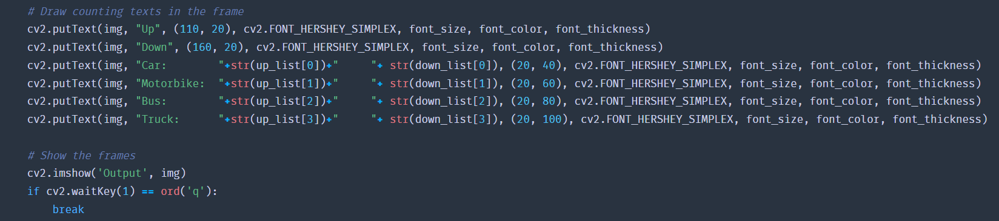 # Draw counting texts in the frame
cv2.putText(img, "Up", (110, 20), cv2.FONT_HERSHEY_SIMPLEX, font_size, font_color, font_thickness)
cv2.putText(img, "Down", (160, 20), cv2.FONT_HERSHEY_SIMPLEX, font_size, font_color, font_thickness)
cv2.putText(img, "Car:        "+str(up_list[0])+"     "+ str(down_list[0]), (20, 40), cv2.FONT_HERSHEY_SIMPLEX, font_size, font_color, font_thickness)
cv2.putText(img, "Motorbike:  "+str(up_list[1])+"     "+ str(down_list[1]), (20, 60), cv2.FONT_HERSHEY_SIMPLEX, font_size, font_color, font_thickness)
cv2.putText(img, "Bus:        "+str(up_list[2])+"     "+ str(down_list[2]), (20, 80), cv2.FONT_HERSHEY_SIMPLEX, font_size, font_color, font_thickness)
cv2.putText(img, "Truck:      "+str(up_list[3])+"     "+ str(down_list[3]), (20, 100), cv2.FONT_HERSHEY_SIMPLEX, font_size, font_color, font_thickness)

# Show the frames
cv2.imshow('Output', img)
if cv2.waitKey(1) == ord('q'):
    break